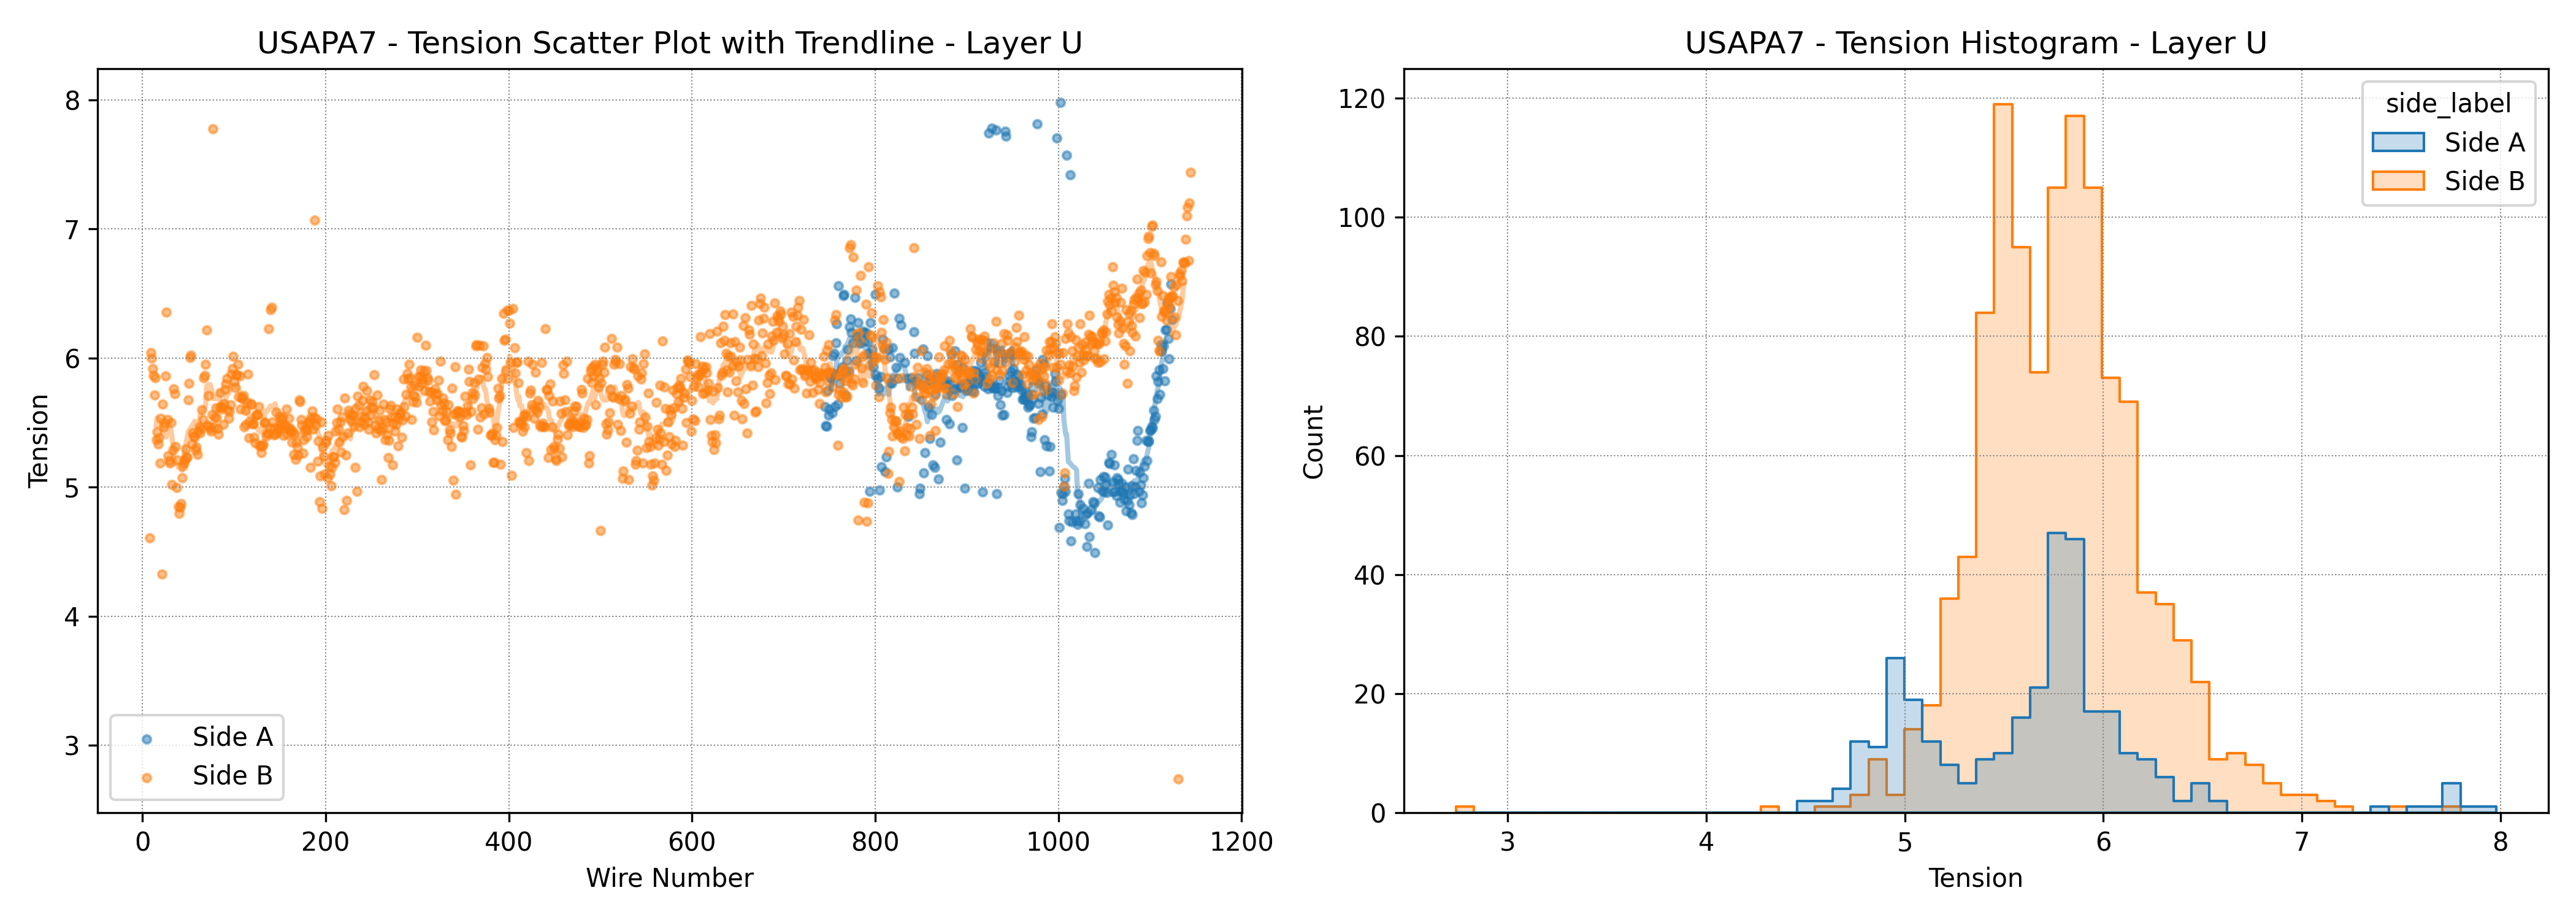 USAPA7 - Tension Scatter Plot with Trendline - Layer U
8
7
6
5
4
3
Tension
0 200 400 600 800 1000 1200
Wire Number
Side A
Side B
USAPA7 - Tension Histogram - Layer U
120
100
80
60
40
20
0
Count
3 4 5 6 7 8
Tension
side_label
Side A
Side B